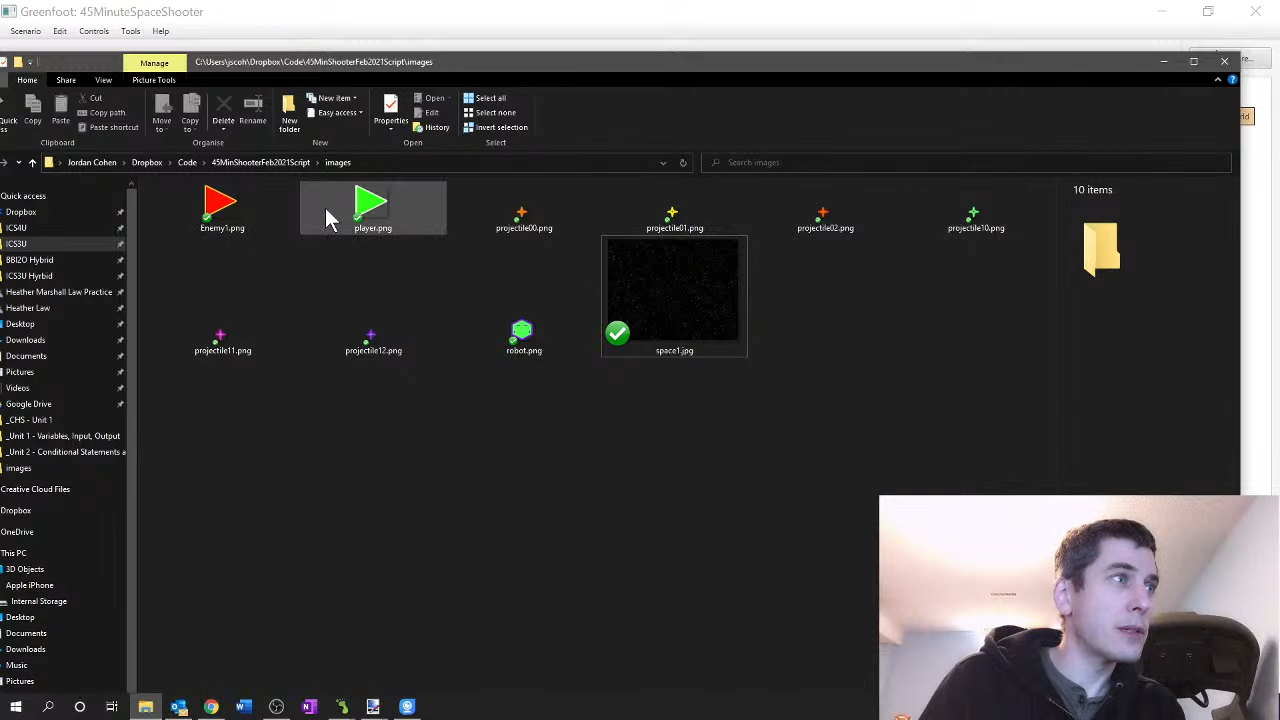 Greenfoot: 45MinuteSpaceShooter
Scenario Edit Controls Tools Help
Manage C:\Users\jscoh\Dropbox\Code\45MinShooterFeb2021Script\images
Home Share View Picture Tools
Copy
Paste
Cut
Copy path
Paste shortcut
Clipboard
Move to
Copy to
Delete
Rename
Organise
New folder
New item
Easy access
New
Properties
Open
Edit
History
Open
Select all
Select none
Invert selection
Select
Jordan Cohen > Dropbox > Code > 45MinShooterFeb2021Script > images
Search images
Quick access
Dropbox
ICS4U
ICS3U
BBI2O Hybrid
ICS3U Hyrbid
Heather Marshall Law Practice
Heather Law
Desktop
Downloads
Documents
Pictures
Videos
Google Drive
_CHS - Unit 1
_Unit 1 - Variables, Input, Output
_Unit 2 - Conditional Statements a
images
Creative Cloud Files
Dropbox
OneDrive
This PC
3D Objects
Apple iPhone
Internal Storage
Desktop
Documents
Downloads
Music
Pictures
Enemy1.png
player.png
projectile00.png
projectile01.png
projectile02.png
projectile10.png
projectile11.png
projectile12.png
robot.png
space1.jpg
10 items